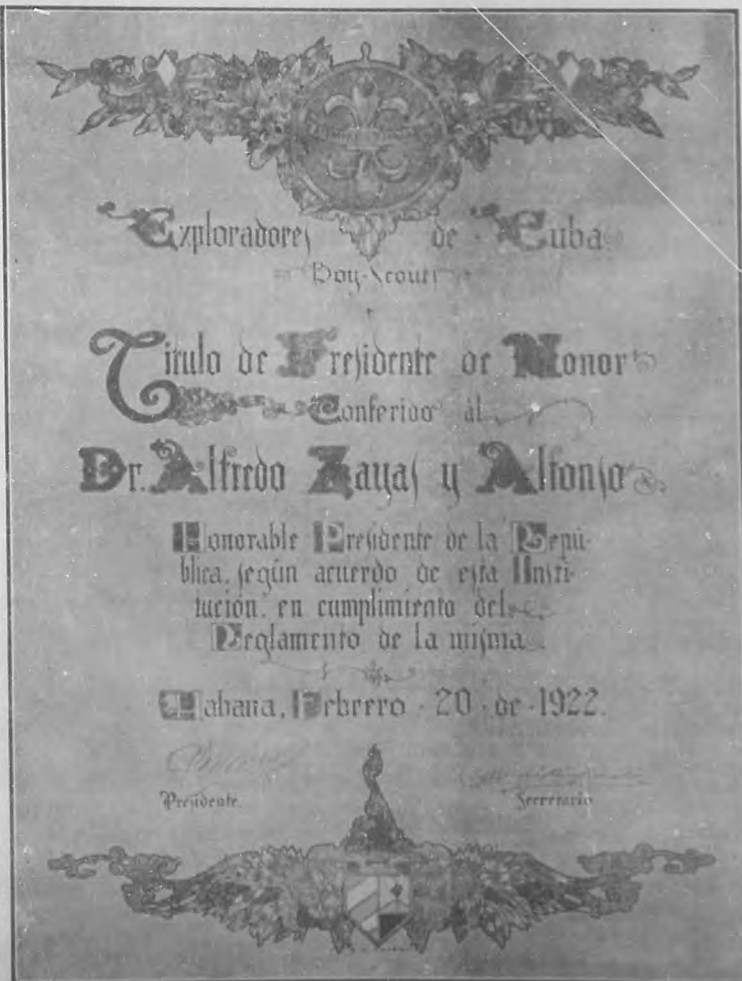 Exploradores de Cuba
Boy-Scouts
Titulo de Presidente de Honor
Conferido al
Dr. Alfredo Zayas y Alfonso
Honorable Presidente de la Repú-
blica, según acuerdo de esta Insti-
tución, en cumplimiento del
Reglamento de la misma.
Habana, Febrero - 20 - de - 1922.
Presidente. Secretario